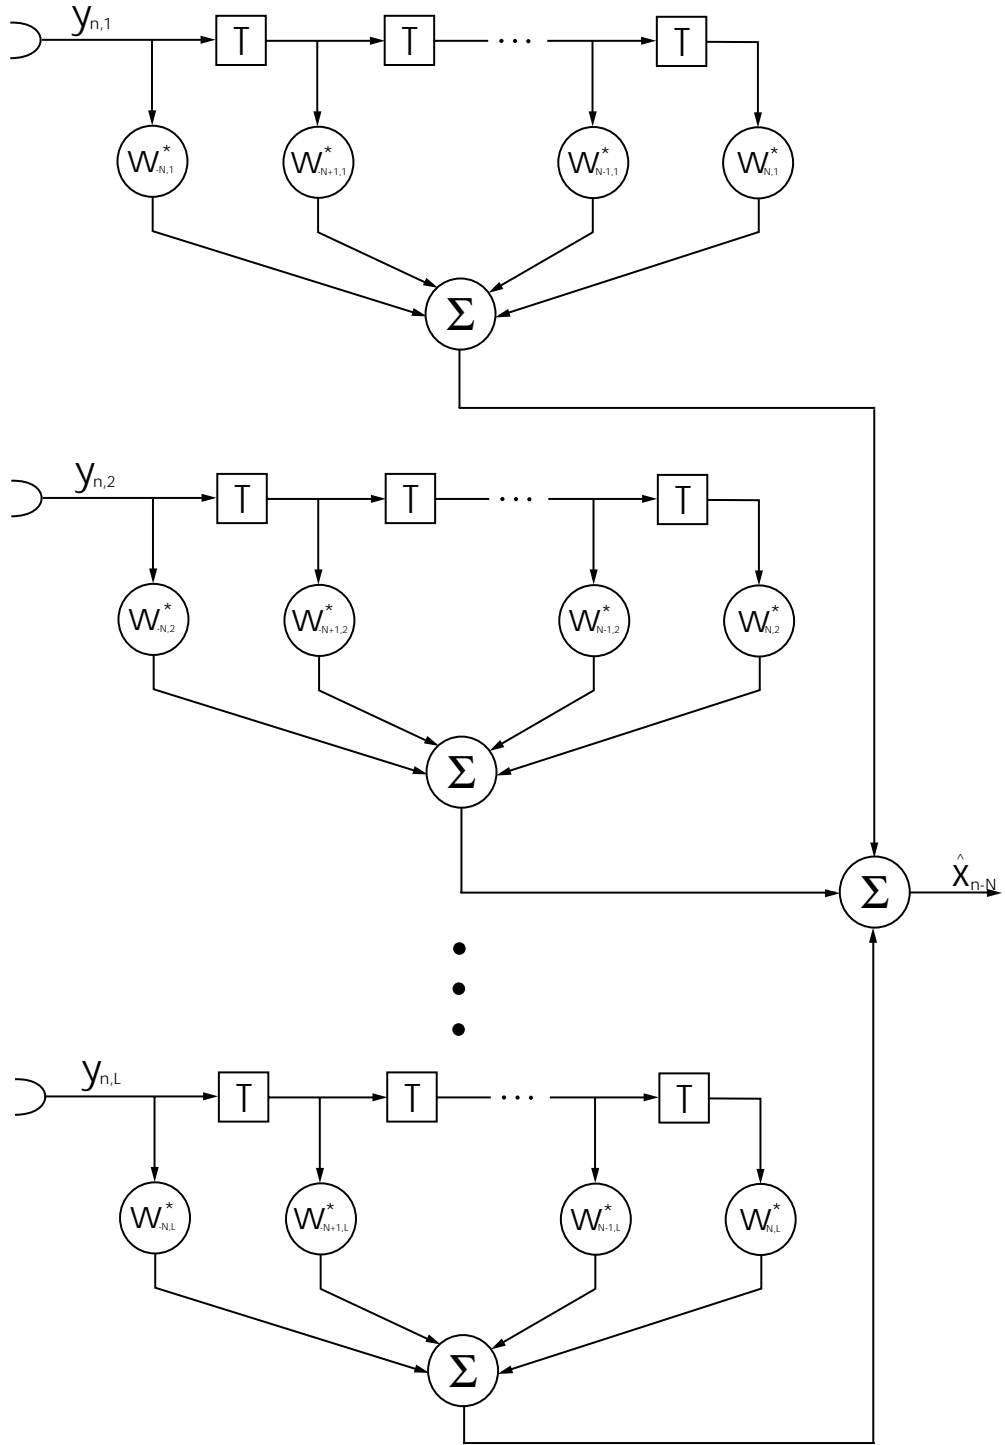 y_{n,1}
T T ... T
W^*_{-N,1} W^*_{-N+1,1} W^*_{N-1,1} W^*_{N,1}
Σ
y_{n,2}
T T ... T
W^*_{-N,2} W^*_{-N+1,2} W^*_{N-1,2} W^*_{N,2}
Σ
Σ x̂_{n-N}
y_{n,L}
T T ... T
W^*_{-N,L} W^*_{-N+1,L} W^*_{N-1,L} W^*_{N,L}
Σ